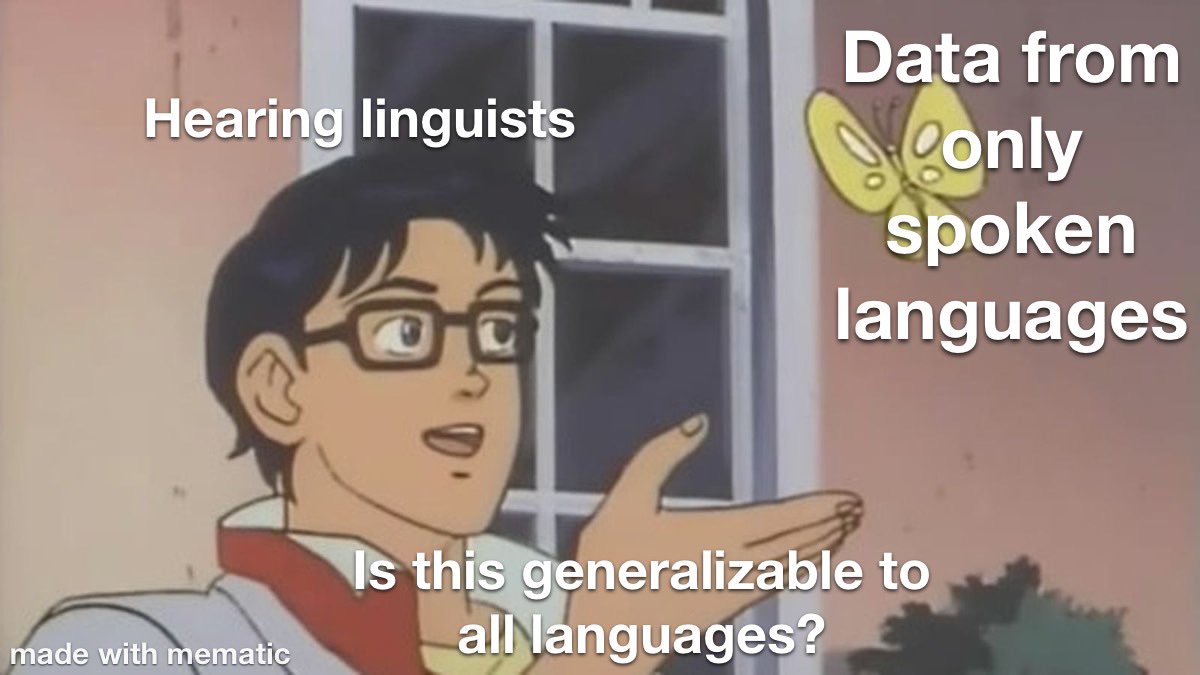 Hearing linguists
Data from
only
spoken
languages
Is this generalizable to
all languages?
made with mematic